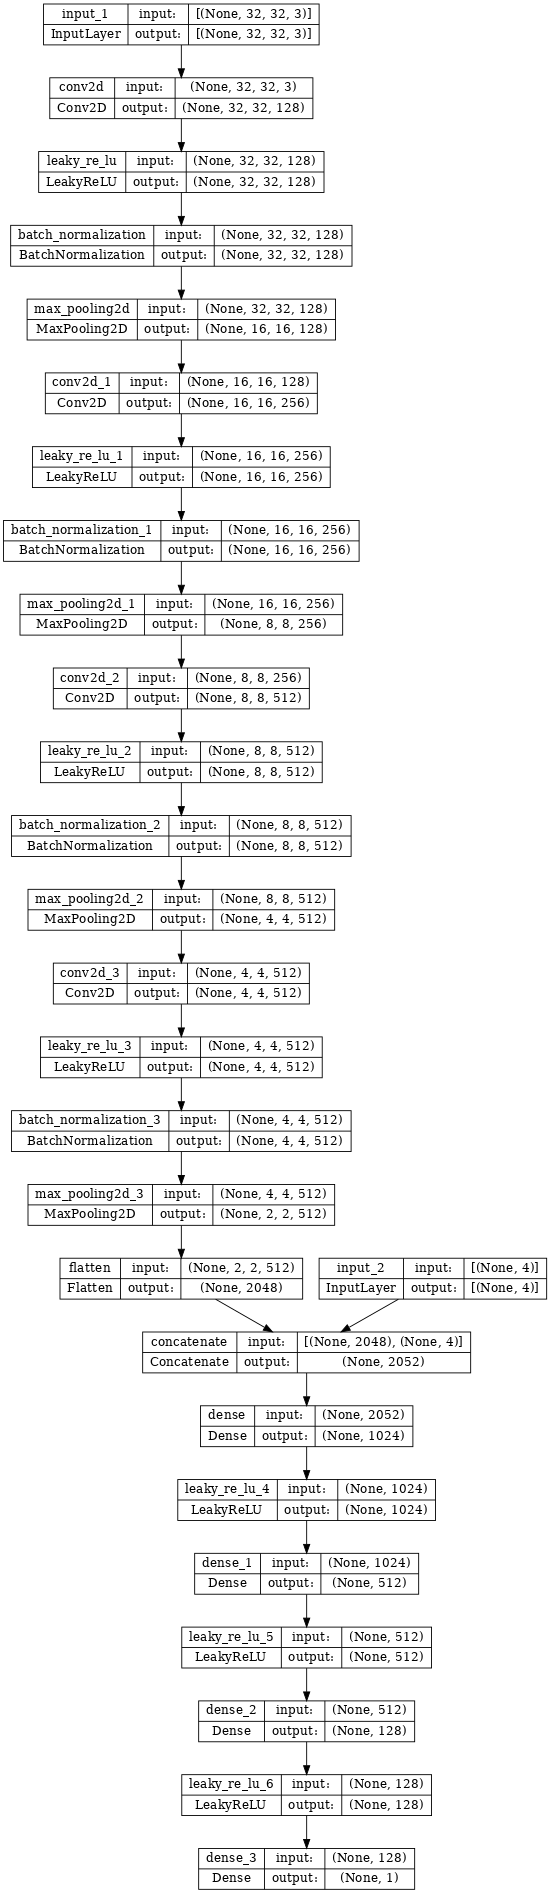 input_1 input: [(None, 32, 32, 3)]
InputLayer output: [(None, 32, 32, 3)]
conv2d input: (None, 32, 32, 3)
Conv2D output: (None, 32, 32, 128)
leaky_re_lu input: (None, 32, 32, 128)
LeakyReLU output: (None, 32, 32, 128)
batch_normalization input: (None, 32, 32, 128)
BatchNormalization output: (None, 32, 32, 128)
max_pooling2d input: (None, 32, 32, 128)
MaxPooling2D output: (None, 16, 16, 128)
conv2d_1 input: (None, 16, 16, 128)
Conv2D output: (None, 16, 16, 256)
leaky_re_lu_1 input: (None, 16, 16, 256)
LeakyReLU output: (None, 16, 16, 256)
batch_normalization_1 input: (None, 16, 16, 256)
BatchNormalization output: (None, 16, 16, 256)
max_pooling2d_1 input: (None, 16, 16, 256)
MaxPooling2D output: (None, 8, 8, 256)
conv2d_2 input: (None, 8, 8, 256)
Conv2D output: (None, 8, 8, 512)
leaky_re_lu_2 input: (None, 8, 8, 512)
LeakyReLU output: (None, 8, 8, 512)
batch_normalization_2 input: (None, 8, 8, 512)
BatchNormalization output: (None, 8, 8, 512)
max_pooling2d_2 input: (None, 8, 8, 512)
MaxPooling2D output: (None, 4, 4, 512)
conv2d_3 input: (None, 4, 4, 512)
Conv2D output: (None, 4, 4, 512)
leaky_re_lu_3 input: (None, 4, 4, 512)
LeakyReLU output: (None, 4, 4, 512)
batch_normalization_3 input: (None, 4, 4, 512)
BatchNormalization output: (None, 4, 4, 512)
max_pooling2d_3 input: (None, 4, 4, 512)
MaxPooling2D output: (None, 2, 2, 512)
flatten input: (None, 2, 2, 512)
Flatten output: (None, 2048)
input_2 input: [(None, 4)]
InputLayer output: [(None, 4)]
concatenate input: [(None, 2048), (None, 4)]
Concatenate output: (None, 2052)
dense input: (None, 2052)
Dense output: (None, 1024)
leaky_re_lu_4 input: (None, 1024)
LeakyReLU output: (None, 1024)
dense_1 input: (None, 1024)
Dense output: (None, 512)
leaky_re_lu_5 input: (None, 512)
LeakyReLU output: (None, 512)
dense_2 input: (None, 512)
Dense output: (None, 128)
leaky_re_lu_6 input: (None, 128)
LeakyReLU output: (None, 128)
dense_3 input: (None, 128)
Dense output: (None, 1)